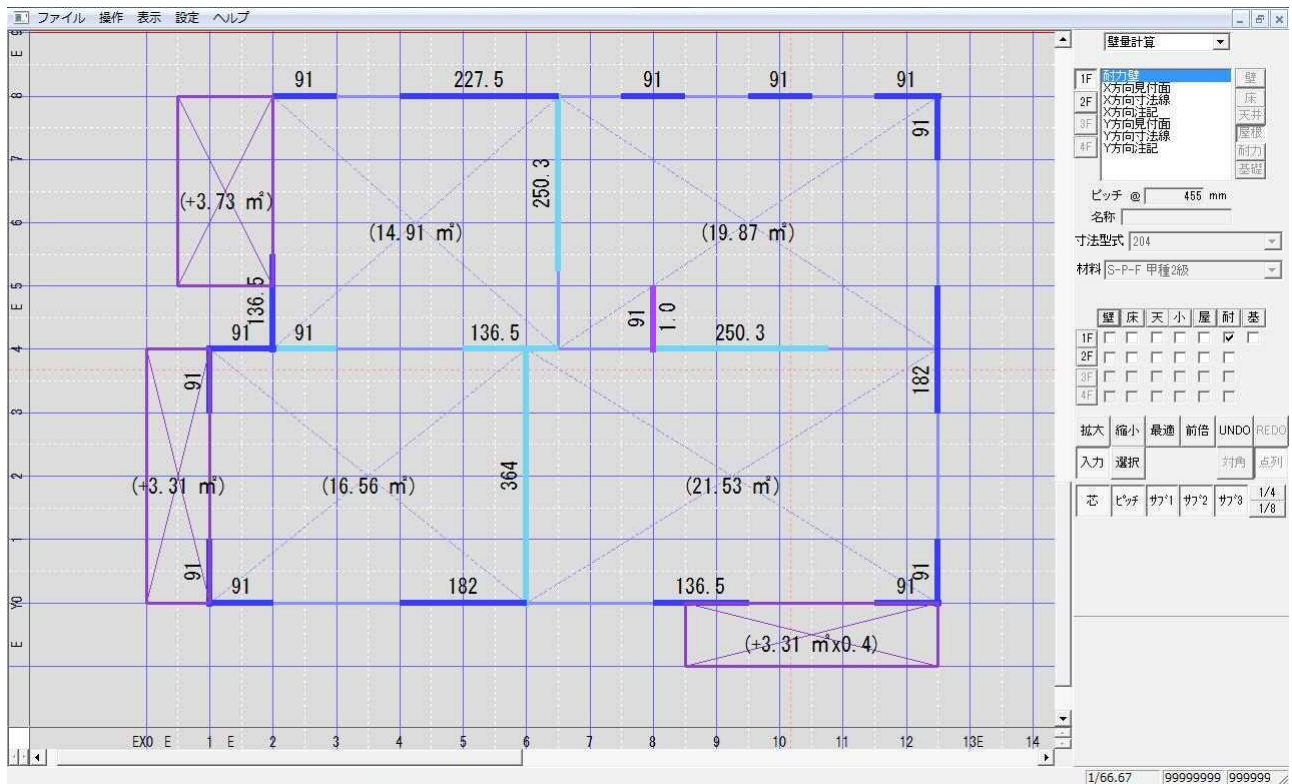 ファイル 操作 表示 設定 ヘルプ
壁量計算
1F 耐力壁 壁
X方向見付面
2F X方向寸法線 床
X方向注記 天井
3F Y方向見付面
Y方向寸法線 屋根
4F Y方向注記 耐力
基礎
ピッチ @ 455 mm
名称
寸法型式 204
材料 S-P-F 甲種2級
壁 床 天 小 屋 耐 基
1F
2F
3F
4F
拡大 縮小 最適 前倍 UNDO REDO
入力 選択 対角 点列
芯 ピッチ サブ1 サブ2 サブ3 1/4
1/8
9
E
91 227.5 91 91 91
8
91
7
250.3
(+3.73 ㎡)
6
(14.91 ㎡) (19.87 ㎡)
5
E
136.5
91 1.0
91 91 136.5 250.3
4
91
182
3
364
2
(+3.31 ㎡) (16.56 ㎡) (21.53 ㎡)
1
91 91
91 182 136.5 91
Y0
E
(+3.31 ㎡x0.4)
EX0 E 1 E 2 3 4 5 6 7 8 9 10 11 12 13E 14
1/66.67 99999999 999999